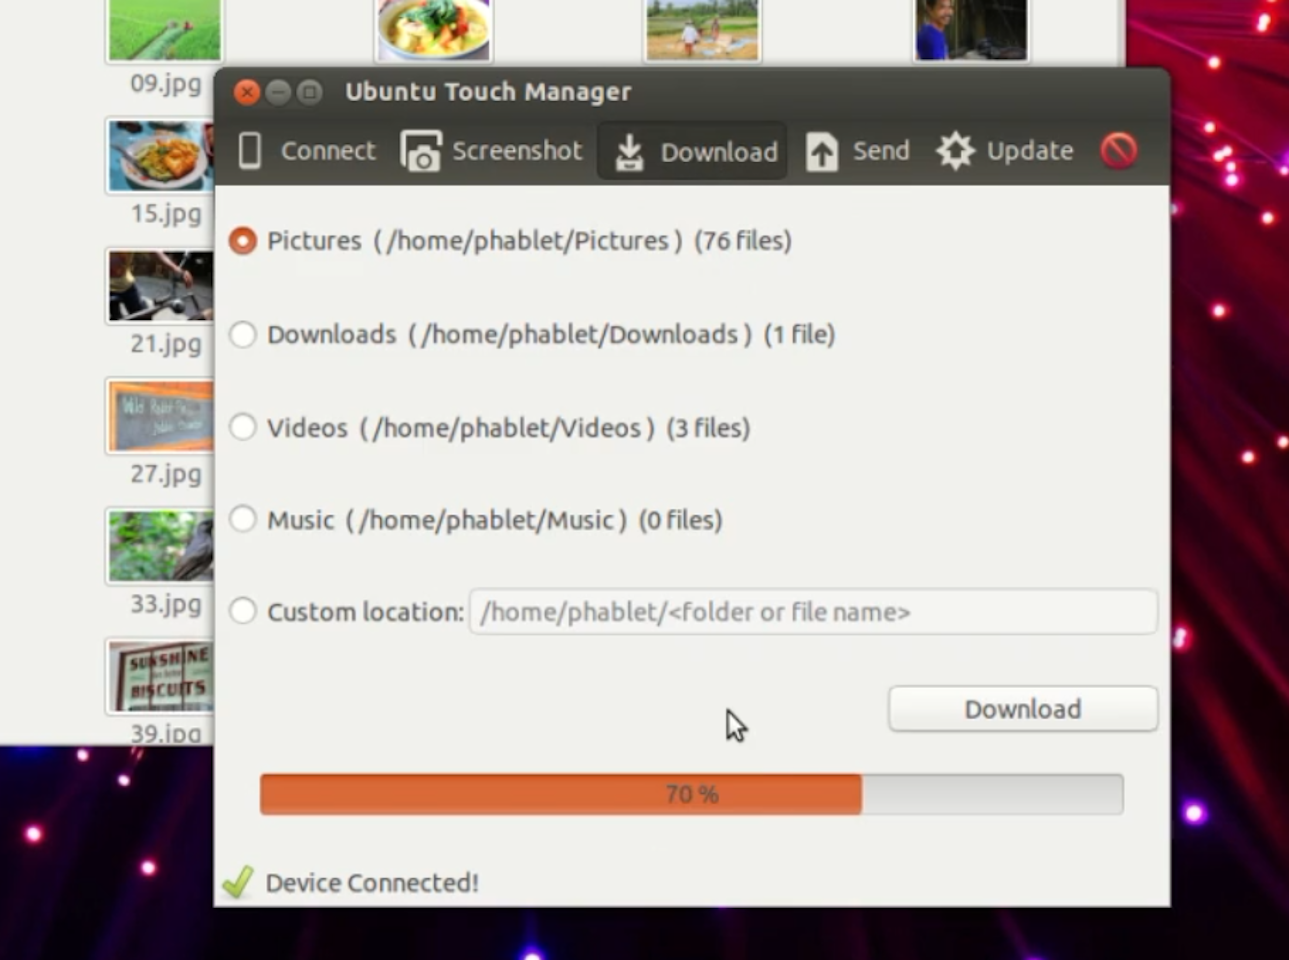 09.jpg
Ubuntu Touch Manager
Connect Screenshot Download Send Update
15.jpg
Pictures (/home/phablet/Pictures) (76 files)
21.jpg
Downloads (/home/phablet/Downloads) (1 file)
27.jpg
Videos (/home/phablet/Videos) (3 files)
33.jpg
Music (/home/phablet/Music) (0 files)
Custom location: /home/phablet/<folder or file name>
SUNSHINE
BISCUITS
39.jpg
Download
70 %
Device Connected!